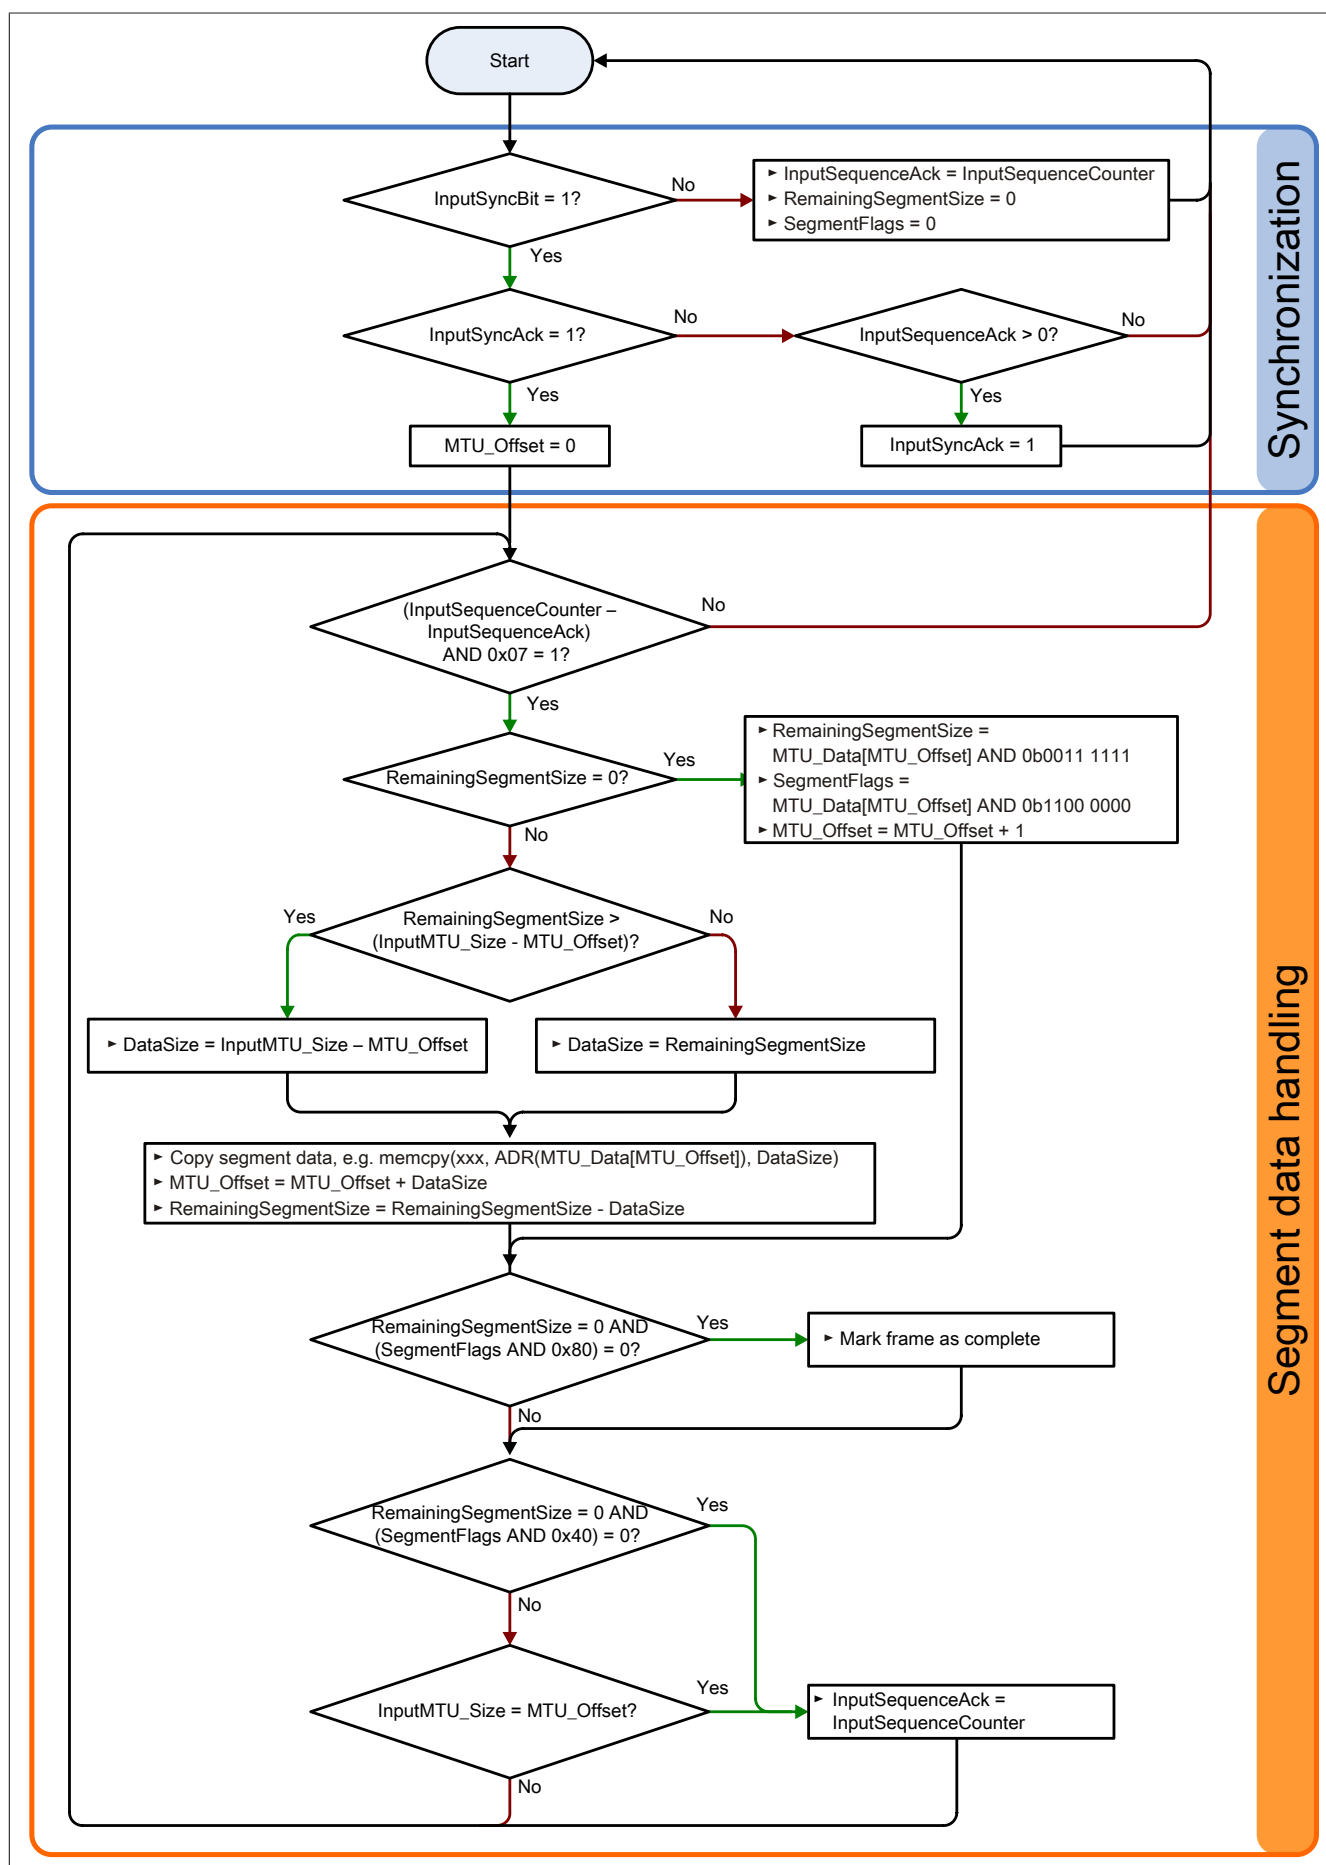 Start
Synchronization
InputSyncBit = 1?
No
► InputSequenceAck = InputSequenceCounter
► RemainingSegmentSize = 0
► SegmentFlags = 0
Yes
InputSyncAck = 1?
No
InputSequenceAck > 0?
No
Yes
Yes
MTU_Offset = 0
InputSyncAck = 1
Segment data handling
(InputSequenceCounter –
InputSequenceAck)
AND 0x07 = 1?
No
Yes
RemainingSegmentSize = 0?
Yes
► RemainingSegmentSize =
MTU_Data[MTU_Offset] AND 0b0011 1111
► SegmentFlags =
MTU_Data[MTU_Offset] AND 0b1100 0000
► MTU_Offset = MTU_Offset + 1
No
RemainingSegmentSize >
(InputMTU_Size - MTU_Offset)?
Yes
No
► DataSize = InputMTU_Size – MTU_Offset
► DataSize = RemainingSegmentSize
► Copy segment data, e.g. memcpy(xxx, ADR(MTU_Data[MTU_Offset]), DataSize)
► MTU_Offset = MTU_Offset + DataSize
► RemainingSegmentSize = RemainingSegmentSize - DataSize
RemainingSegmentSize = 0 AND
(SegmentFlags AND 0x80) = 0?
Yes
► Mark frame as complete
No
RemainingSegmentSize = 0 AND
(SegmentFlags AND 0x40) = 0?
Yes
No
InputMTU_Size = MTU_Offset?
Yes
► InputSequenceAck =
InputSequenceCounter
No